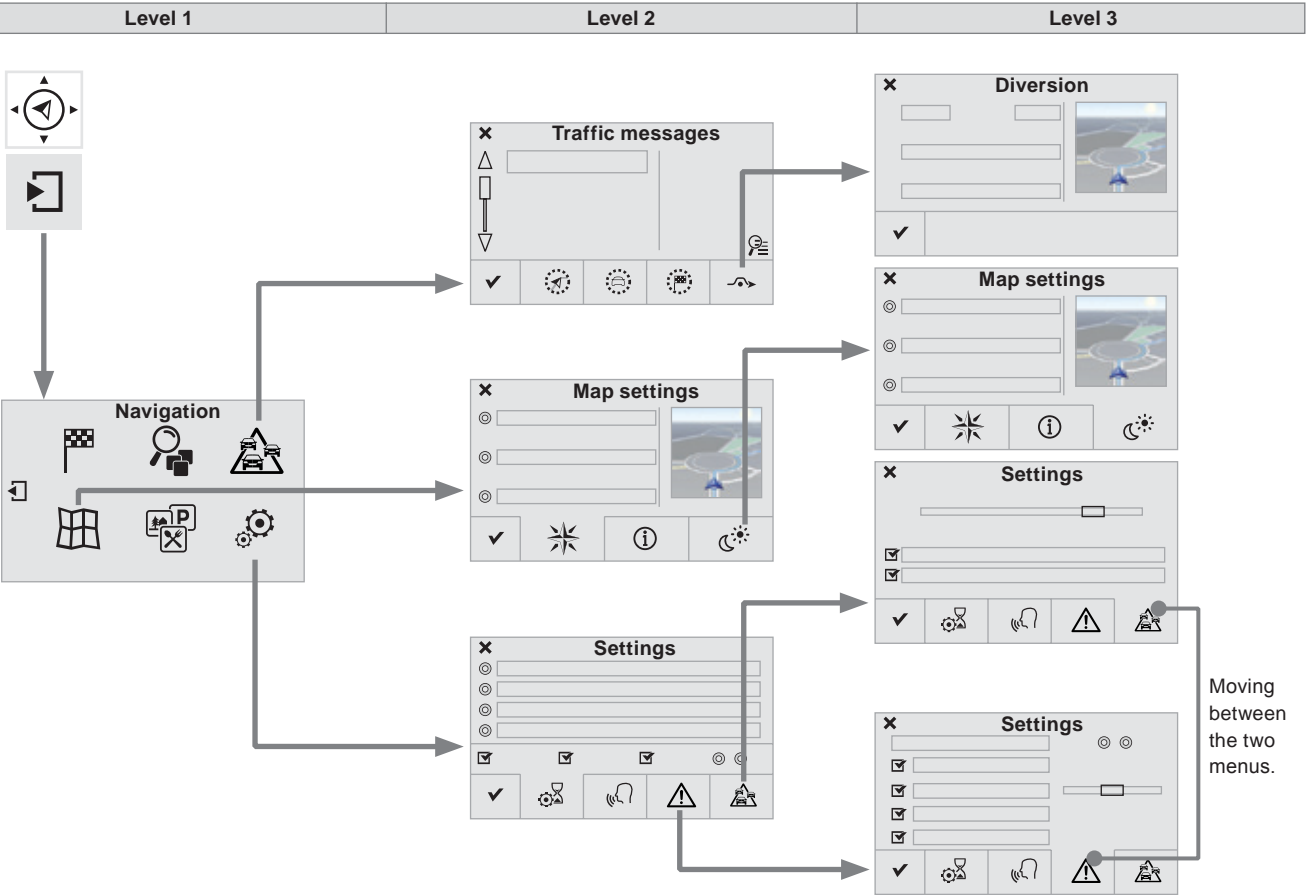 Level 1
Level 2
Level 3
Diversion
Traffic messages
Map settings
Navigation
Map settings
P
i
i
Settings
Settings
Moving
between
the two
menus.
Settings